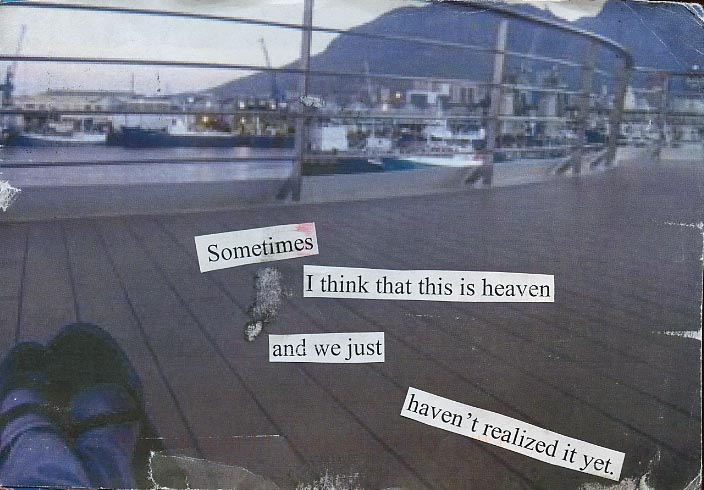 Sometimes
I think that this is heaven
and we just
haven't realized it yet.